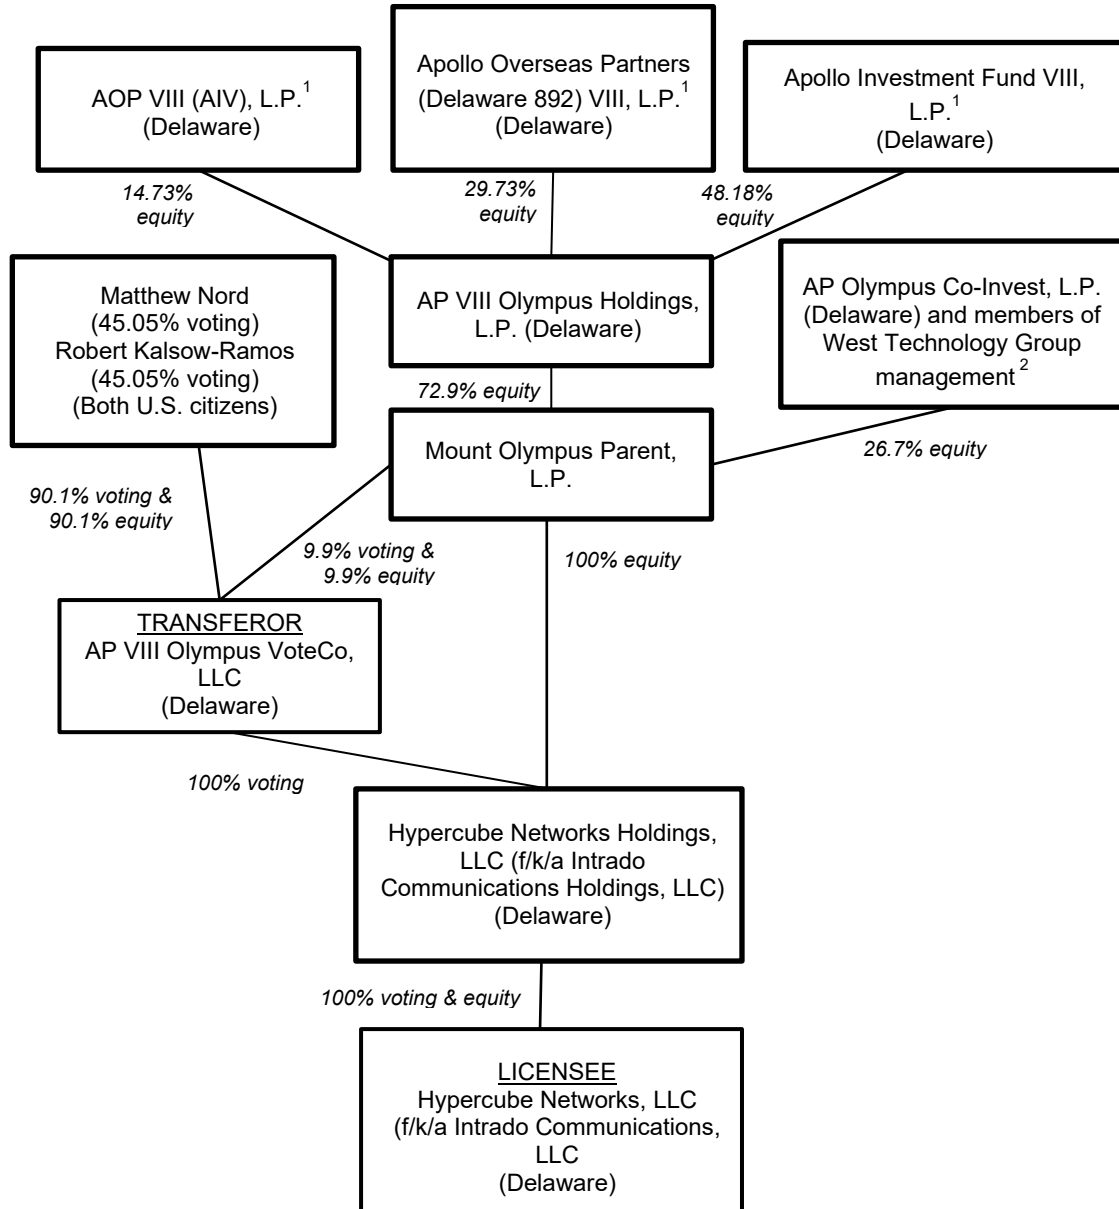 AOP VIII (AIV), L.P.1
(Delaware)
Apollo Overseas Partners
(Delaware 892) VIII, L.P.1
(Delaware)
Apollo Investment Fund VIII,
L.P.1
(Delaware)
14.73%
equity
29.73%
equity
48.18%
equity
Matthew Nord
(45.05% voting)
Robert Kalsow-Ramos
(45.05% voting)
(Both U.S. citizens)
AP VIII Olympus Holdings,
L.P. (Delaware)
AP Olympus Co-Invest, L.P.
(Delaware) and members of
West Technology Group
management 2
72.9% equity
Mount Olympus Parent,
L.P.
26.7% equity
90.1% voting &
90.1% equity
9.9% voting &
9.9% equity
100% equity
TRANSFEROR
AP VIII Olympus VoteCo,
LLC
(Delaware)
100% voting
Hypercube Networks Holdings,
LLC (f/k/a Intrado
Communications Holdings, LLC)
(Delaware)
100% voting & equity
LICENSEE
Hypercube Networks, LLC
(f/k/a Intrado Communications,
LLC
(Delaware)